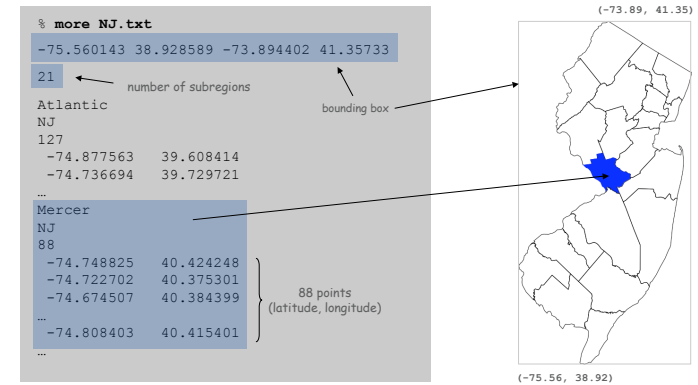 (-73.89, 41.35)
% more NJ.txt
-75.560143 38.928589 -73.894402 41.35733
21
number of subregions
bounding box
Atlantic
NJ
127
-74.877563 39.608414
-74.736694 39.729721
…
Mercer
NJ
88
-74.748825 40.424248
-74.722702 40.375301
-74.674507 40.384399
…
-74.808403 40.415401
…
88 points
(latitude, longitude)
(-75.56, 38.92)